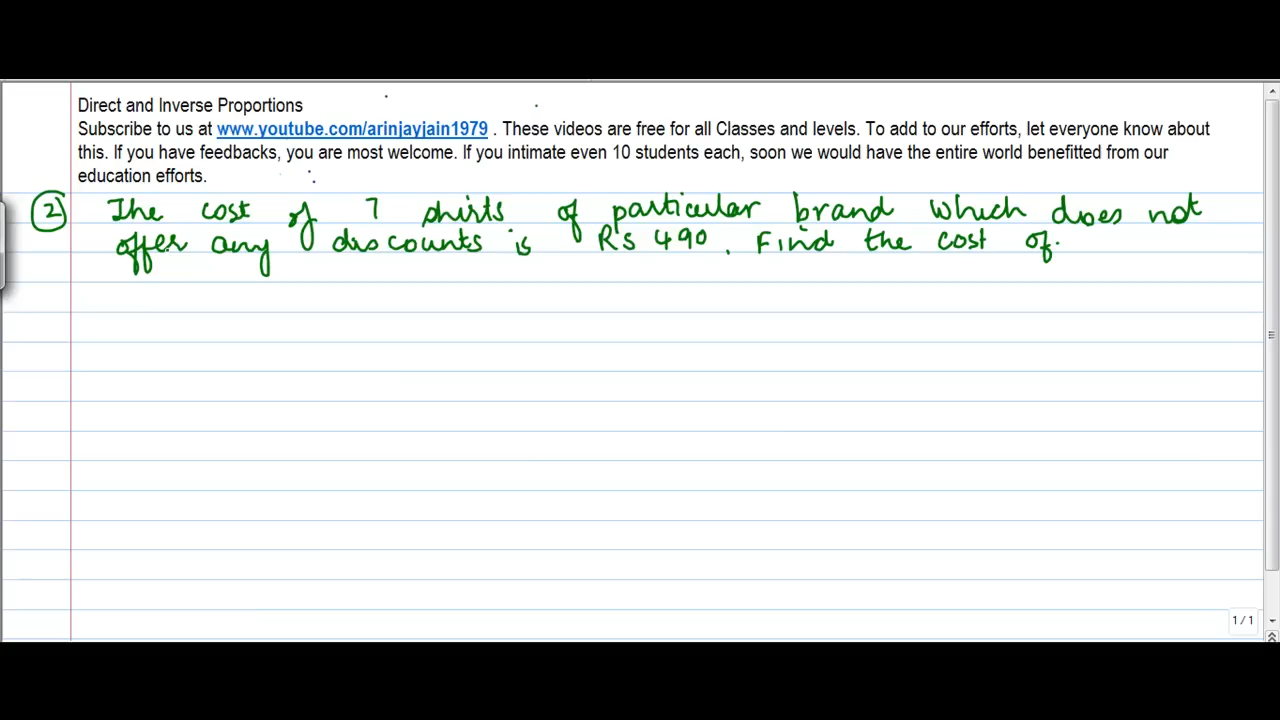 Direct and Inverse Proportions
Subscribe to us at www.youtube.com/arinjayjain1979 . These videos are free for all Classes and levels. To add to our efforts, let everyone know about
this. If you have feedbacks, you are most welcome. If you intimate even 10 students each, soon we would have the entire world benefitted from our
education efforts.
2 The cost of 7 shirts of particular brand which does not
offer any discounts is Rs 490. Find the cost of
1 / 1